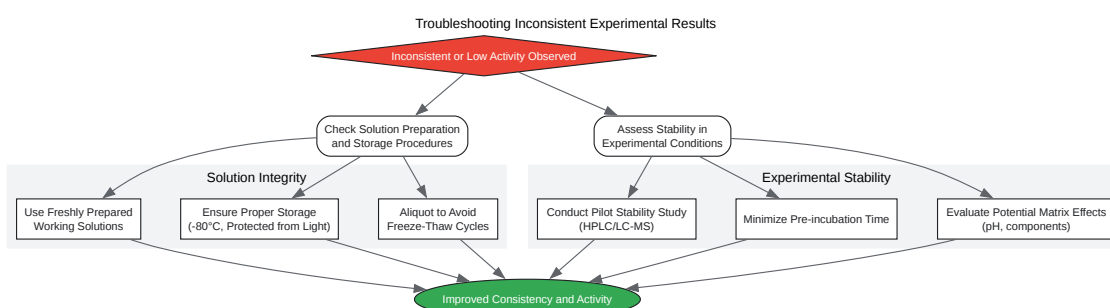 Troubleshooting Inconsistent Experimental Results
Inconsistent or Low Activity Observed
Check Solution Preparation
and Storage Procedures
Assess Stability in
Experimental Conditions
Solution Integrity
Experimental Stability
Use Freshly Prepared
Working Solutions
Ensure Proper Storage
(-80°C, Protected from Light)
Aliquot to Avoid
Freeze-Thaw Cycles
Conduct Pilot Stability Study
(HPLC/LC-MS)
Minimize Pre-incubation Time
Evaluate Potential Matrix Effects
(pH, components)
Improved Consistency and Activity